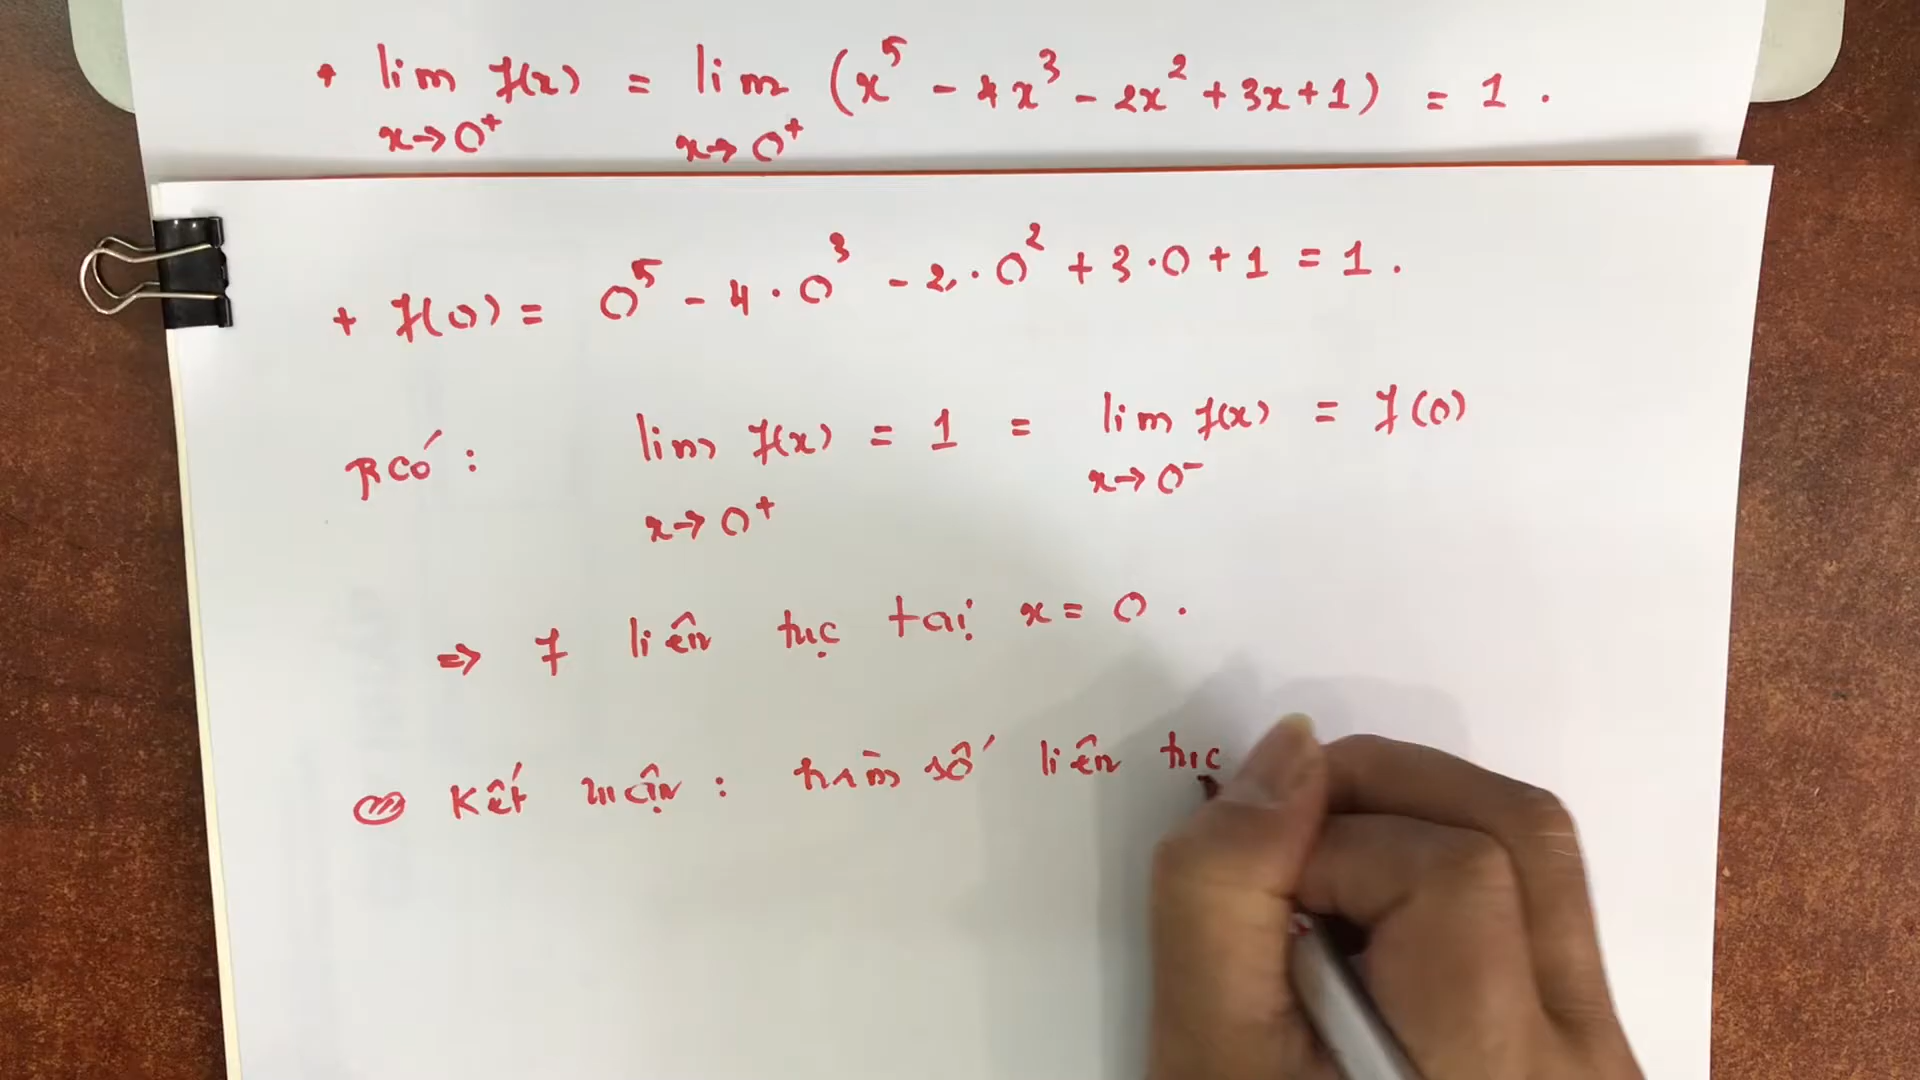 + lim f(x) = lim (x⁵ - 4x³ - 2x² + 3x + 1) = 1 .
x→0⁺ x→0⁺
+ f(0) = 0⁵ - 4 · 0³ - 2 · 0² + 3 · 0 + 1 = 1 .
Ta có : lim f(x) = 1 = lim f(x) = f(0)
x→0⁺ x→0⁻
=> f liên tục tại x = 0 .
Kết luận : hàm số liên tục